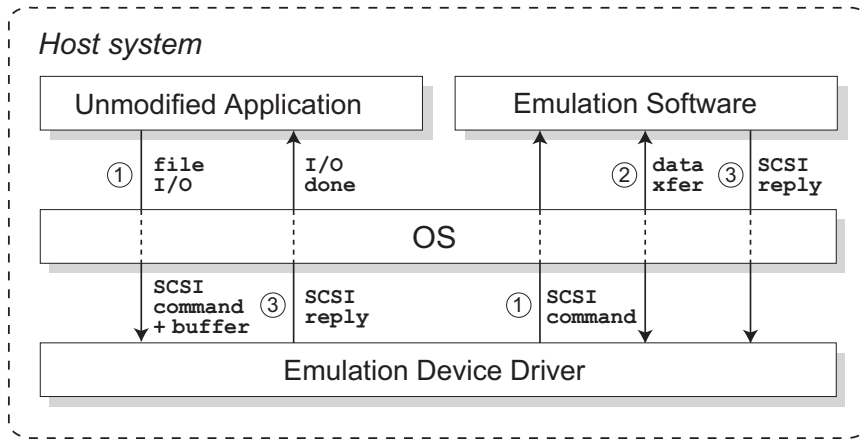 Host system
Unmodified Application
Emulation Software
① file
I/O
I/O
done
② data
xfer
③ SCSI
reply
OS
SCSI
command
+ buffer
③ SCSI
reply
① SCSI
command
Emulation Device Driver